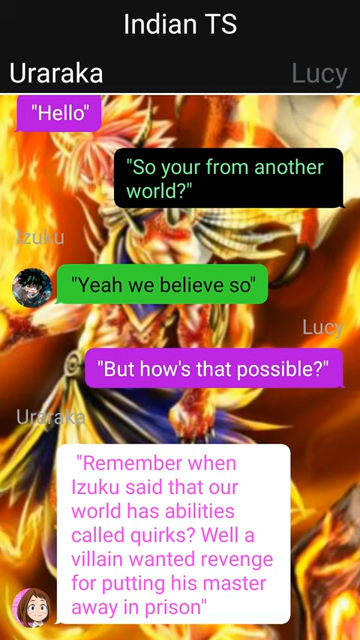 Indian TS
Uraraka Lucy
"Hello"
"So your from another
world?"
Izuku
"Yeah we believe so"
Lucy
"But how's that possible?"
Uraraka
"Remember when
Izuku said that our
world has abilities
called quirks? Well a
villain wanted revenge
for putting his master
away in prison"